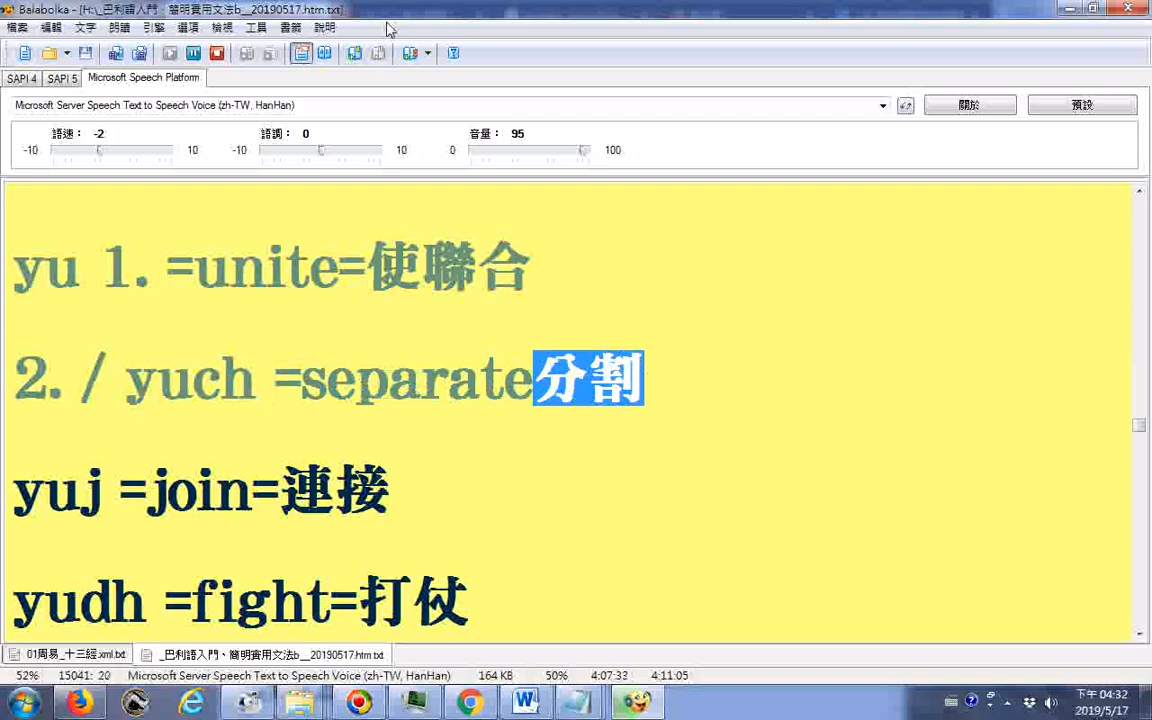 Balabolka - [H:\_巴利語入門、簡明實用文法b__20190517.htm.txt]
檔案 編輯 文字 朗讀 引擎 選項 檢視 工具 書籤 說明
SAPI 4 SAPI 5 Microsoft Speech Platform
Microsoft Server Speech Text to Speech Voice (zh-TW, HanHan) 關於 預設
語速： -2 語調： 0 音量： 95
-10 10 -10 10 0 100
yu 1. =unite=使聯合
2. / yuch =separate分割
yuj =join=連接
yudh =fight=打仗
01周易_十三經.xml.txt _巴利語入門、簡明實用文法b__20190517.htm.txt
52% 15041: 20 Microsoft Server Speech Text to Speech Voice (zh-TW, HanHan) 164 KB 50% 4:07:33 4:11:05
下午 04:32
2019/5/17